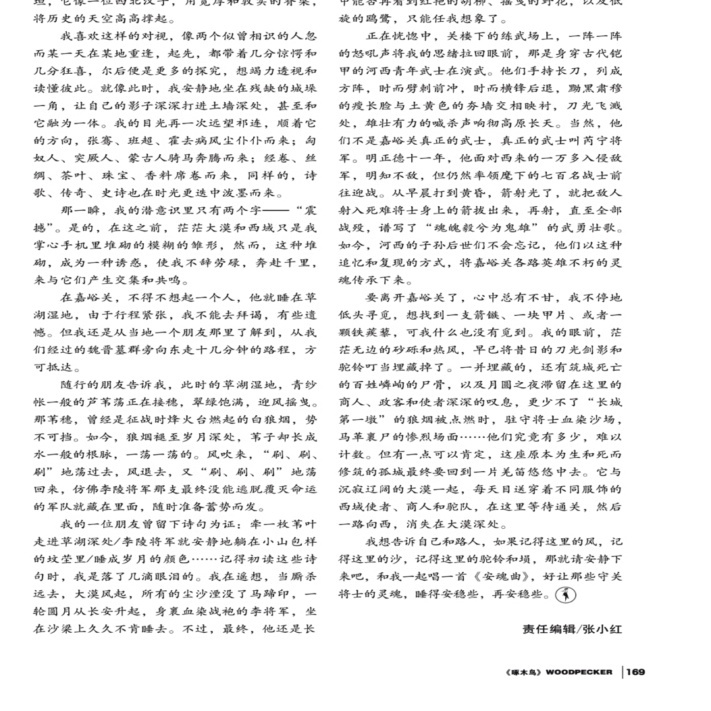 坦，它像一位西北汉子，用宽厚和敦实的脊梁，
将历史的天空高高撑起。
我喜欢这样的对视，像两个似曾相识的人忽
而某一天在某地重逢，起先，都带着几分惊愕和
几分狂喜，尔后便是更多的探究，想竭力透视和
读懂彼此。就像此时，我安静地坐在残缺的城垛
一角，让自己的影子深深打进土墙深处，甚至和
它融为一体。我的目光再一次远望祁连，顺着它
的方向，张骞、班超、霍去病风尘仆仆而来；匈
奴人、突厥人、蒙古人骑马奔腾而来；经卷、丝
绸、茶叶、珠宝、香料席卷而来，同样的，诗
歌、传奇、史诗也在时光更迭中泼墨而来。
那一瞬，我的潜意识里只有两个字——“震
撼”。是的，在这之前，茫茫大漠和西域只是我
掌心手机里堆砌的模糊的雏形，然而，这种堆
砌，成为一种诱惑，使我不辞劳碌，奔赴千里，
来与它们产生交集和共鸣。
在嘉峪关，不得不想起一个人，他就睡在草
湖湿地，由于行程紧张，我不能去拜谒，有些遗
憾。但我还是从当地一个朋友那里了解到，从我
们经过的魏晋墓群旁向东走十几分钟的路程，方
可抵达。
随行的朋友告诉我，此时的草湖湿地，青纱
帐一般的芦苇荡正在接穗，翠绿饱满，迎风摇曳。
那苇穗，曾经是征战时烽火台燃起的白狼烟，势
不可挡。如今，狼烟褪至岁月深处，苇子却长成
水一般的根脉，一荡一荡的。风吹来，“刷、刷、
刷”地荡过去，风退去，又“刷、刷、刷”地荡
回来，仿佛李陵将军那支最终没能逃脱覆灭命运
的军队就藏在里面，随时准备蓄势而发。
我的一位朋友曾留下诗句为证：牵一枚苇叶
走进草湖深处/李陵将军就安静地躺在小山包样
的坟茔里/睡成岁月的颜色……记得初读这些诗
句时，我是落了几滴眼泪的。我在遥想，当厮杀
远去，大漠风起，所有的尘沙湮没了马蹄印，一
轮圆月从长安升起，身裹血染战袍的李将军，坐
在沙梁上久久不肯睡去。不过，最终，他还是长
中能否再看到红艳的胡柳、摇曳的野花，以及低
旋的鸥鹭，只能任我想象了。
正在恍惚中，关楼下的练武场上，一阵一阵
的怒吼声将我的思绪拉回眼前，那是身穿古代铠
甲的河西青年武士在演武。他们手持长刀，列成
方阵，时而劈刺前冲，时而横锋后退，黝黑肃穆
的瘦长脸与土黄色的夯墙交相映衬，刀光飞溅
处，雄壮有力的喊杀声响彻高原长天。当然，他
们不是嘉峪关真正的武士，真正的武士叫芮宁将
军。明正德十一年，他面对西来的一万多入侵敌
军，明知不敌，但仍然率领麾下的七百名战士前
往迎战。从早晨打到黄昏，箭射光了，就把敌人
射入死难将士身上的箭拔出来，再射，直至全部
战殁，谱写了“魂魄毅兮为鬼雄”的武勇壮歌。
如今，河西的子孙后世们不会忘记，他们以这种
追忆和复现的方式，将嘉峪关各路英雄不朽的灵
魂传承下来。
要离开嘉峪关了，心中总有不甘，我不停地
低头寻觅，想找到一支箭镞、一块甲片、或者一
颗铁蒺藜，可我什么也没有觅到。我的眼前，茫
茫无边的砂砾和热风，早已将昔日的刀光剑影和
驼铃叮当埋藏掉了。一并埋藏的，还有筑城死亡
的百姓嶙峋的尸骨，以及月圆之夜滞留在这里的
商人、政客和使者深深的叹息，更少不了“长城
第一墩”的狼烟被点燃时，驻守将士血染沙场，
马革裹尸的惨烈场面……他们究竟有多少，难以
计数。但有一点可以肯定，这座原本为生和死而
修筑的孤城最终要回到一片羌笛悠悠中去。它与
沉寂辽阔的大漠一起，每天目送穿着不同服饰的
西域使者、商人和驼队，在这里等待通关，然后
一路向西，消失在大漠深处。
我想告诉自己和路人，如果记得这里的风，记
得这里的沙，记得这里的驼铃和埙，那就请安静下
来吧，和我一起唱一首《安魂曲》，好让那些守关
将士的灵魂，睡得安稳些，再安稳些。
责任编辑/张小红
《啄木鸟》WOODPECKER 169